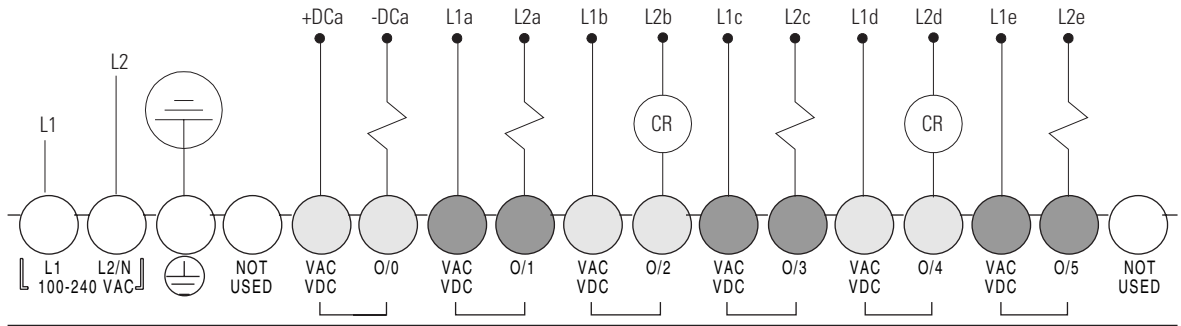 +DCa -DCa L1a L2a L1b L2b L1c L2c L1d L2d L1e L2e
L2
L1
CR CR
L1 L2/N NOT VAC O/0 VAC O/1 VAC O/2 VAC O/3 VAC O/4 VAC O/5 NOT
100-240 VAC USED VDC VDC VDC VDC VDC VDC USED